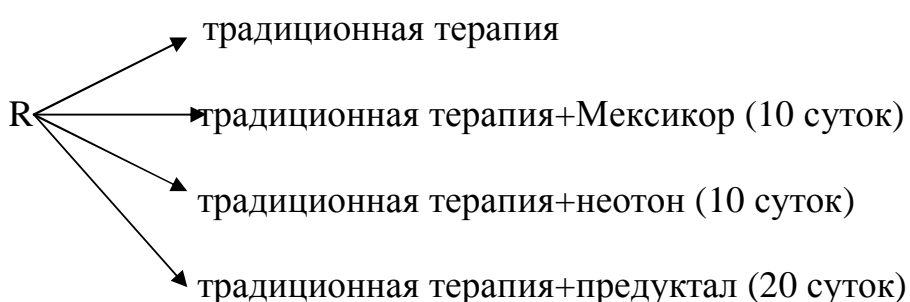 традиционная терапия
R традиционная терапия+Мексикор (10 суток)
традиционная терапия+неотон (10 суток)
традиционная терапия+предуктал (20 суток)